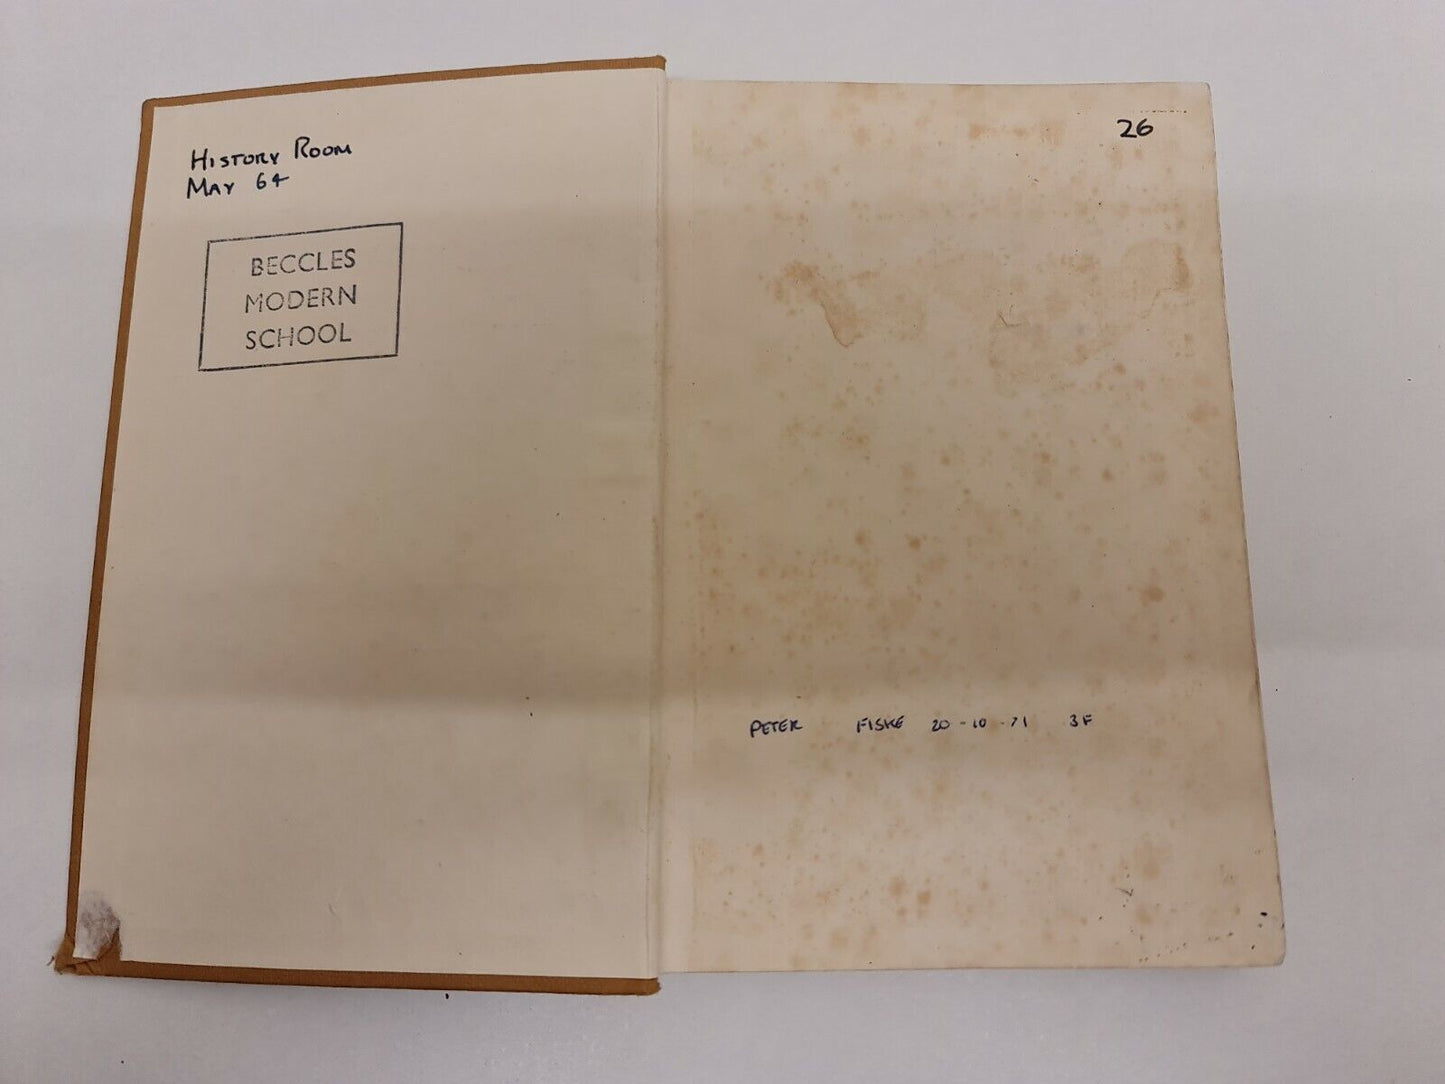 History Room
May 64
BECCLES
MODERN
SCHOOL
26
PETER FISKE 20-10-71 3F